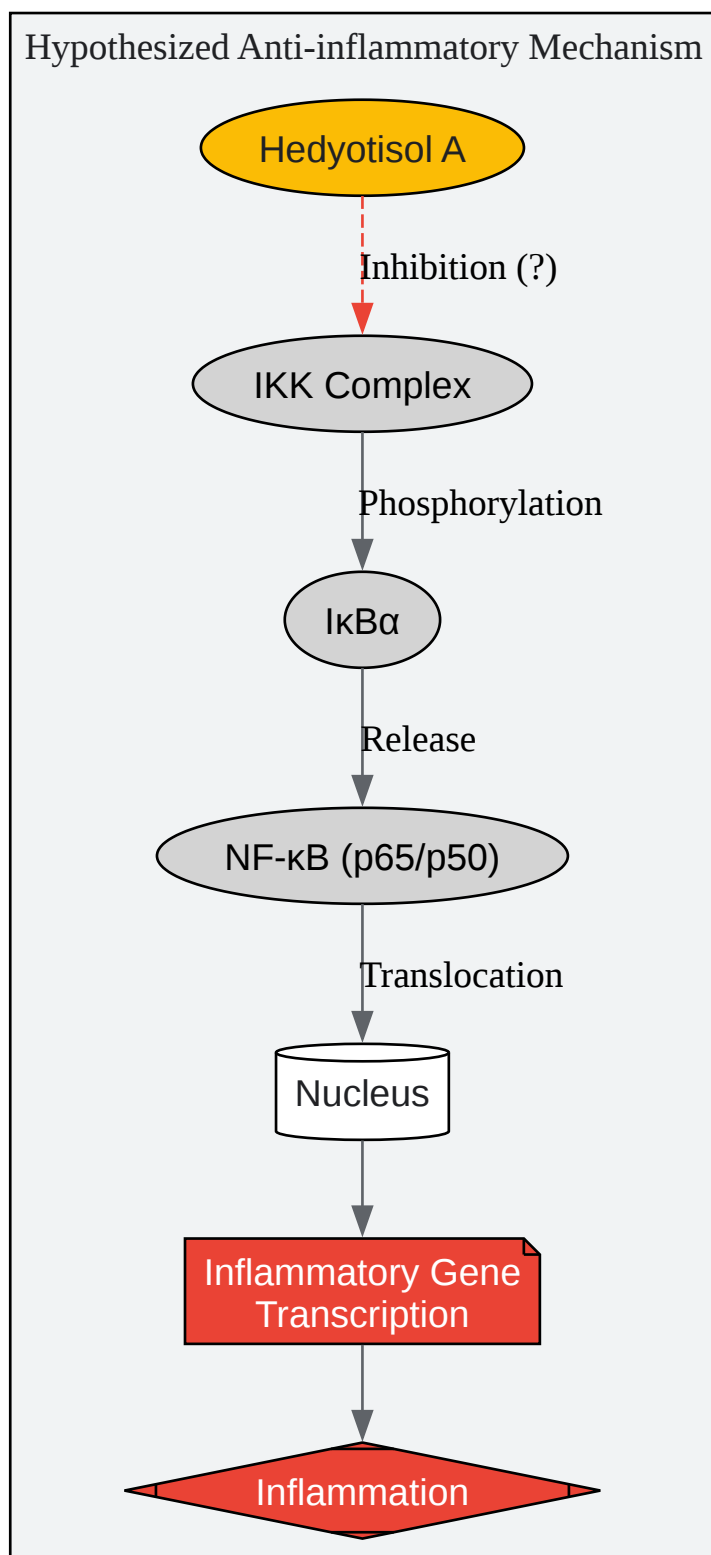 Hypothesized Anti-inflammatory Mechanism
Hedyotisol A
Inhibition (?)
IKK Complex
Phosphorylation
IκBα
Release
NF-κB (p65/p50)
Translocation
Nucleus
Inflammatory Gene
Transcription
Inflammation